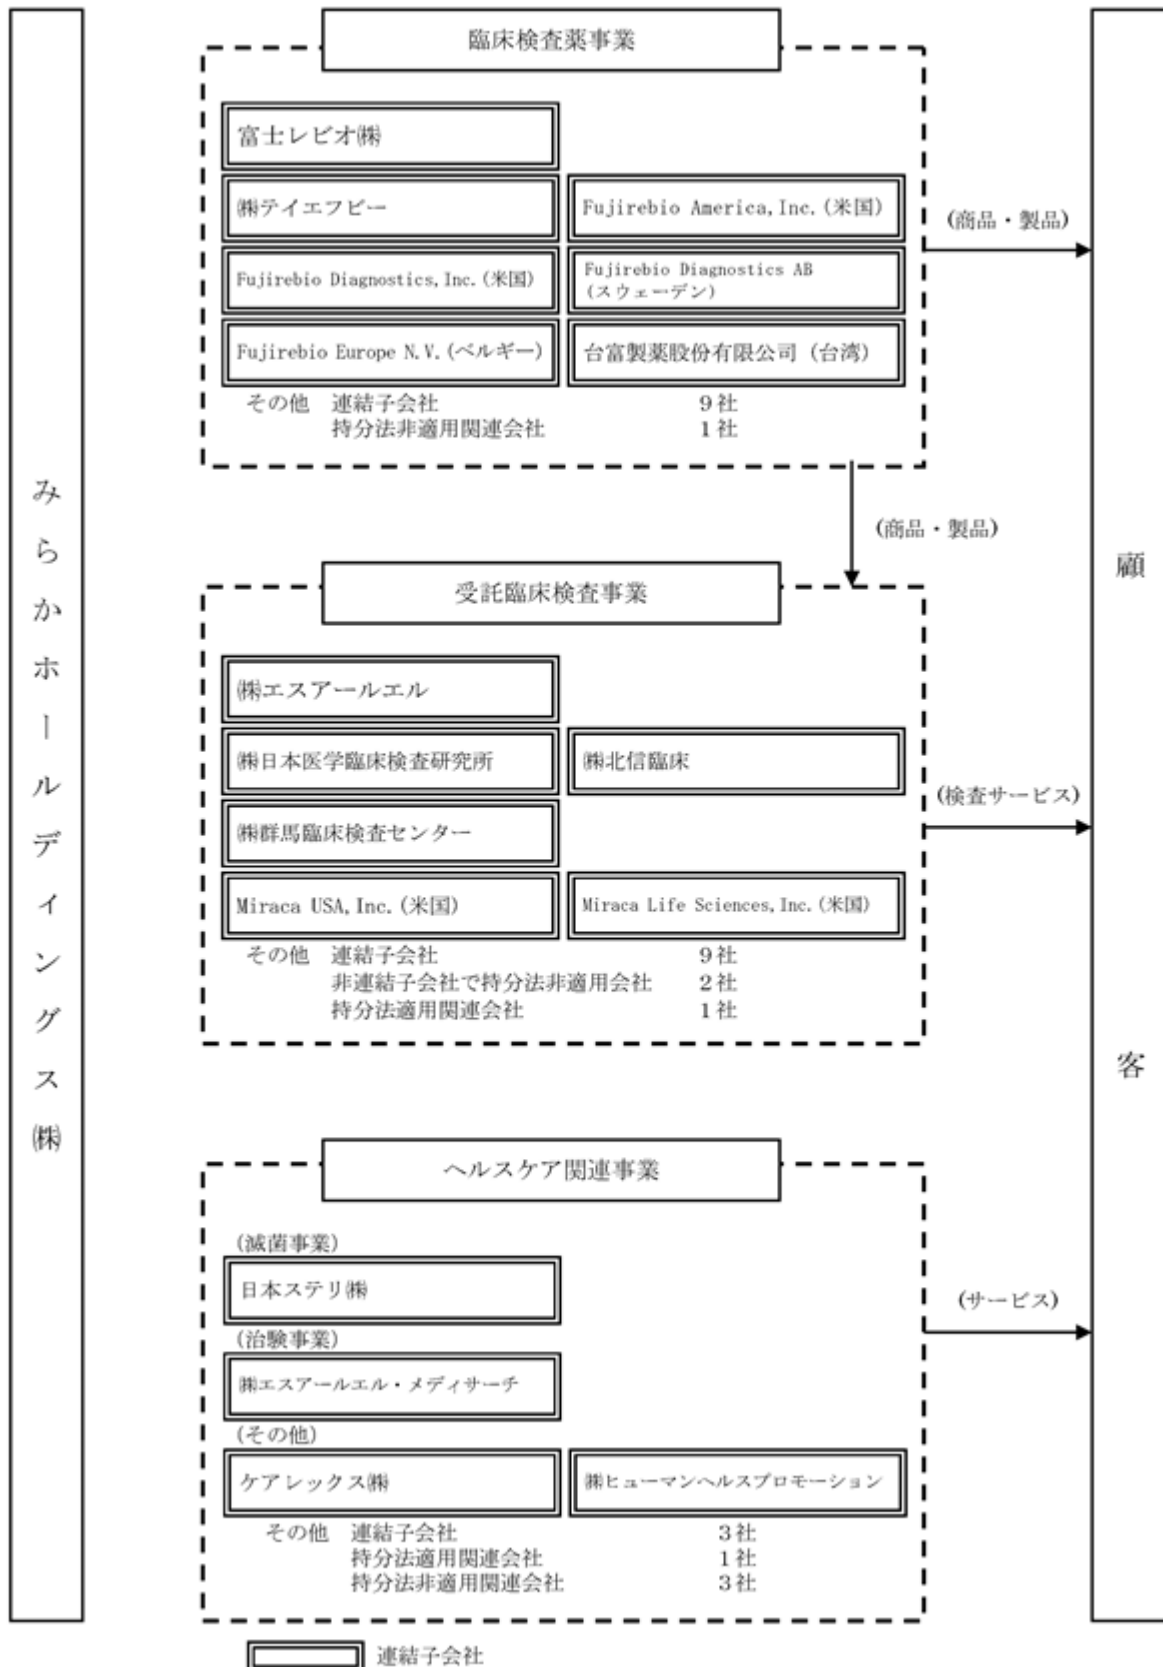 みらかホールディングス㈱
臨床検査薬事業
富士レビオ㈱
㈱テイエフビー
Fujirebio America,Inc.(米国)
Fujirebio Diagnostics,Inc.(米国)
Fujirebio Diagnostics AB
(スウェーデン)
Fujirebio Europe N.V.(ベルギー)
台富製薬股份有限公司 (台湾)
その他 連結子会社 9社
持分法非適用関連会社 1社
(商品・製品)
(商品・製品)
受託臨床検査事業
㈱エスアールエル
㈱日本医学臨床検査研究所
㈱北信臨床
㈱群馬臨床検査センター
Miraca USA,Inc.(米国)
Miraca Life Sciences,Inc.(米国)
その他 連結子会社 9社
非連結子会社で持分法非適用会社 2社
持分法適用関連会社 1社
(検査サービス)
ヘルスケア関連事業
(滅菌事業)
日本ステリ㈱
(治験事業)
㈱エスアールエル・メディサーチ
(その他)
ケアレックス㈱
㈱ヒューマンヘルスプロモーション
その他 連結子会社 3社
持分法適用関連会社 1社
持分法非適用関連会社 3社
(サービス)
顧客
連結子会社